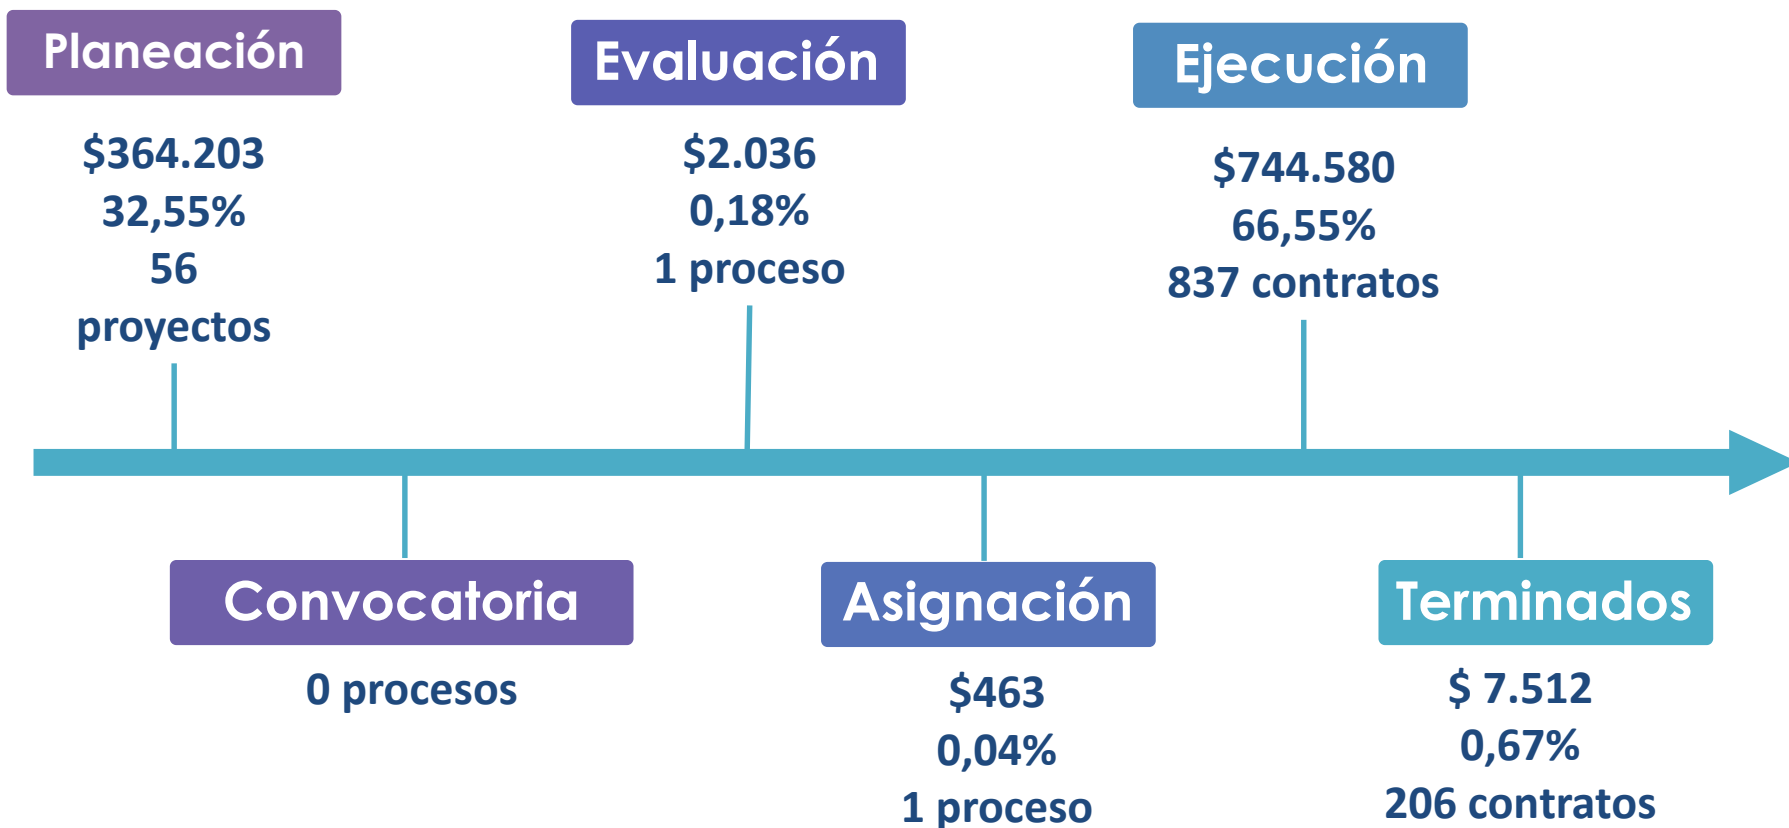 Planeación
$364.203
32,55%
56
proyectos
Evaluación
$2.036
0,18%
1 proceso
Ejecución
$744.580
66,55%
837 contratos
Convocatoria
0 procesos
Asignación
$463
0,04%
1 proceso
Terminados
$ 7.512
0,67%
206 contratos